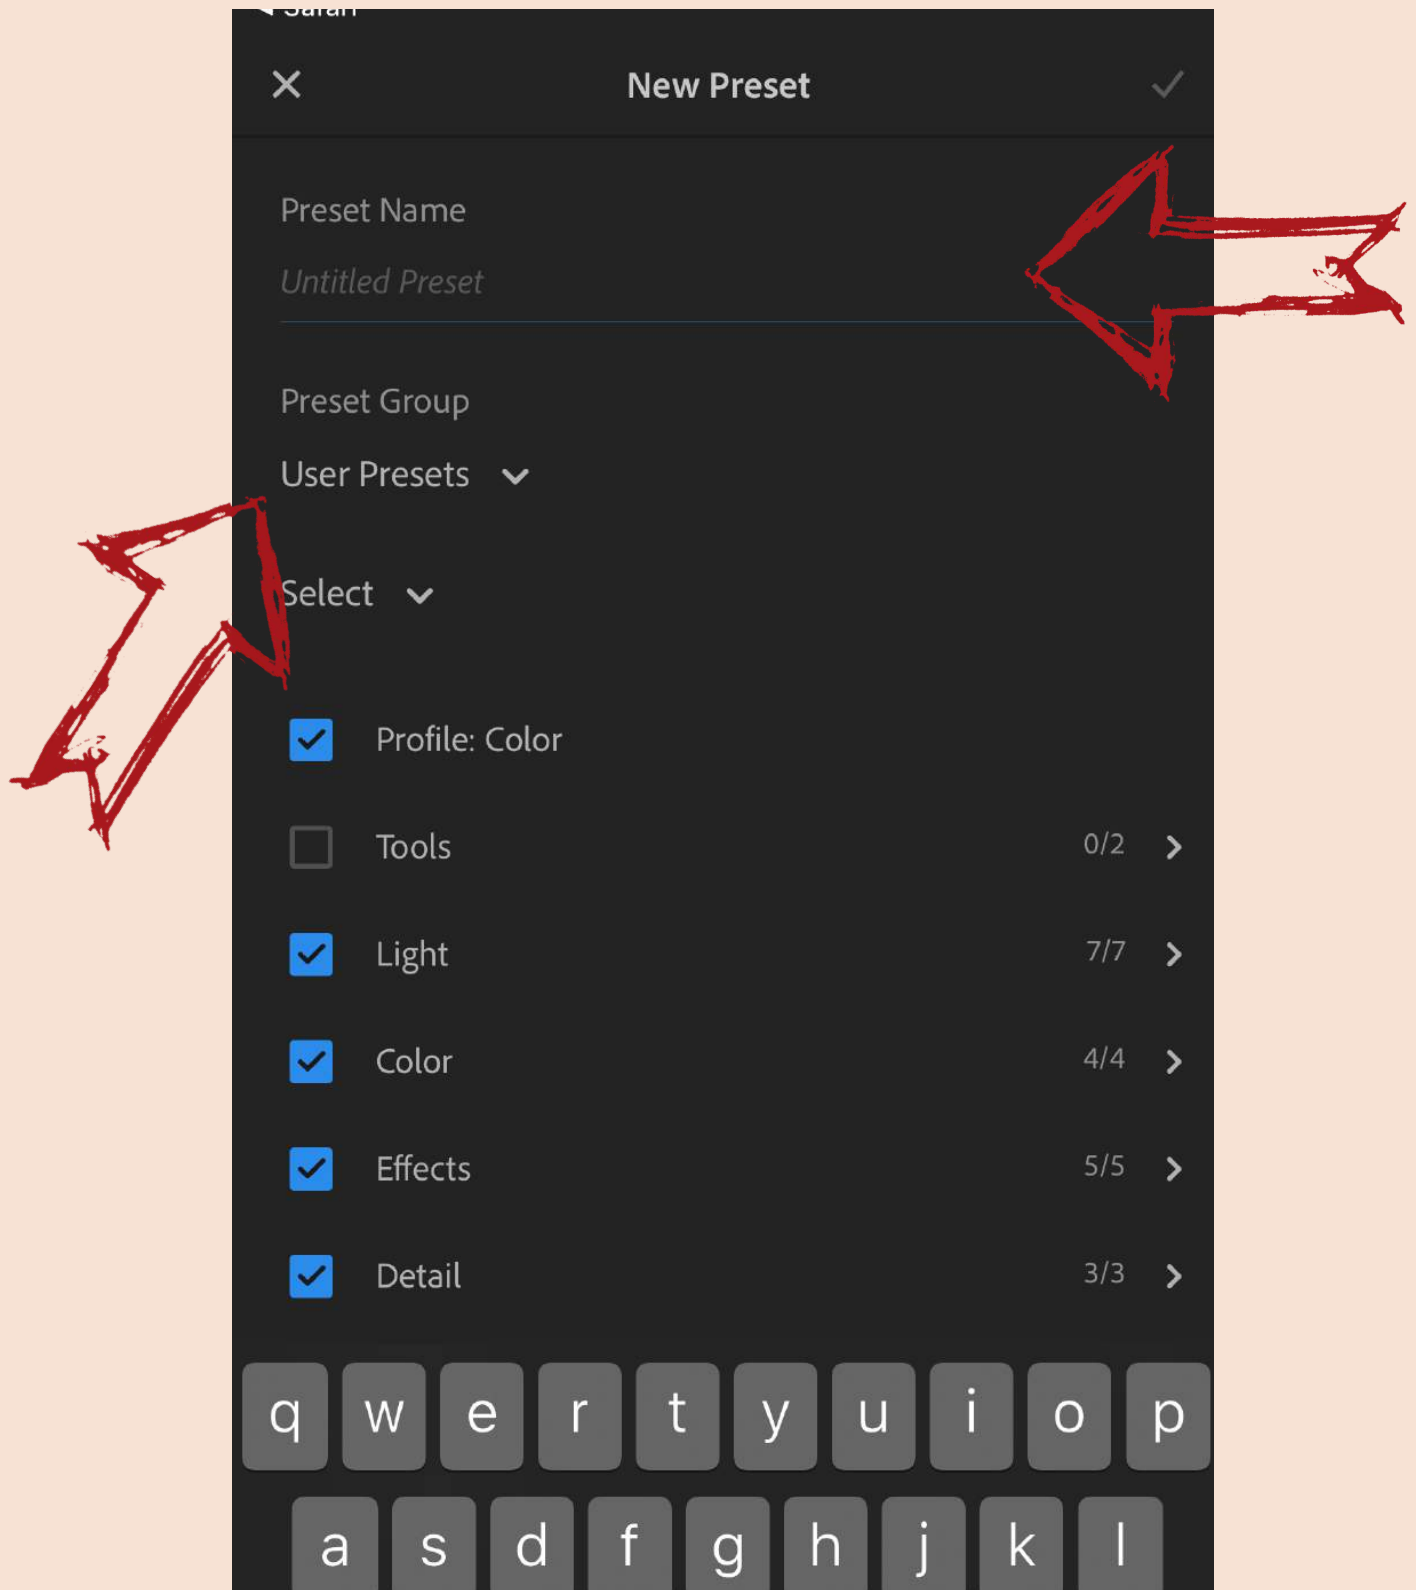 New Preset
Preset Name
Untitled Preset
Preset Group
User Presets
Select
Profile: Color
Tools 0/2
Light 7/7
Color 4/4
Effects 5/5
Detail 3/3
q w e r t y u i o p
a s d f g h j k l